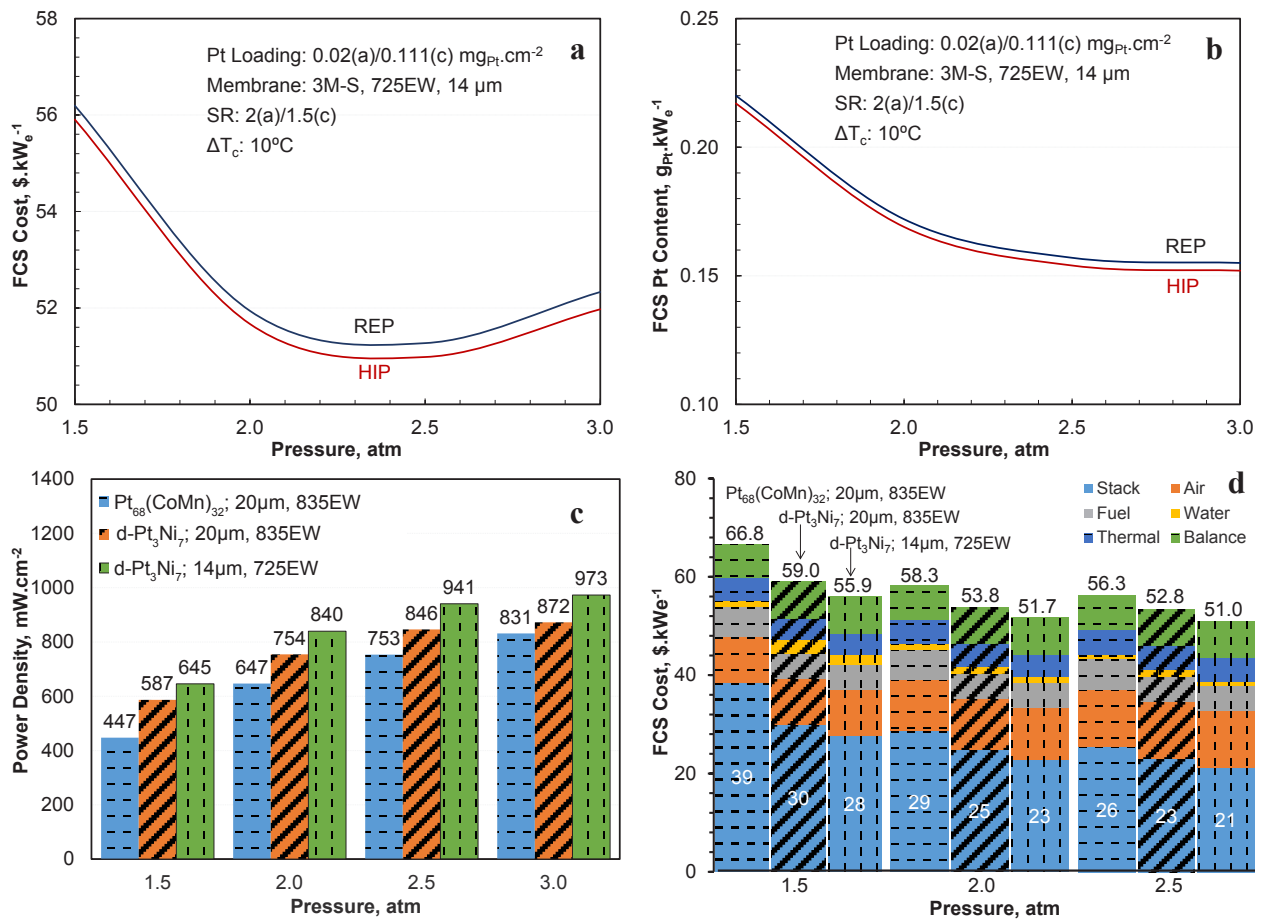 a
Pt Loading: 0.02(a)/0.111(c) mgPt.cm-2
Membrane: 3M-S, 725EW, 14 µm
SR: 2(a)/1.5(c)
ΔTc: 10ºC
FCS Cost, $.kWe-1
58
56
54
52
50
REP
HIP
1.5
2.0
2.5
3.0
Pressure, atm
b
Pt Loading: 0.02(a)/0.111(c) mgPt.cm-2
Membrane: 3M-S, 725EW, 14 µm
SR: 2(a)/1.5(c)
ΔTc: 10ºC
FCS Pt Content, gPt.kWe-1
0.25
0.20
0.15
0.10
REP
HIP
1.5
2.0
2.5
3.0
Pressure, atm
c
Pt68(CoMn)32; 20µm, 835EW
d-Pt3Ni7; 20µm, 835EW
d-Pt3Ni7; 14µm, 725EW
Power Density, mW.cm-2
1400
1200
1000
800
600
400
200
0
447
587
645
647
754
840
753
846
941
831
872
973
1.5
2.0
2.5
3.0
Pressure, atm
d
Stack
Air
Fuel
Water
Thermal
Balance
Pt68(CoMn)32; 20µm, 835EW
d-Pt3Ni7; 20µm, 835EW
d-Pt3Ni7; 14µm, 725EW
FCS Cost, $.kWe-1
80
60
40
20
0
66.8
59.0
55.9
58.3
53.8
51.7
56.3
52.8
51.0
39
30
28
29
25
23
26
23
21
1.5
2.0
2.5
Pressure, atm